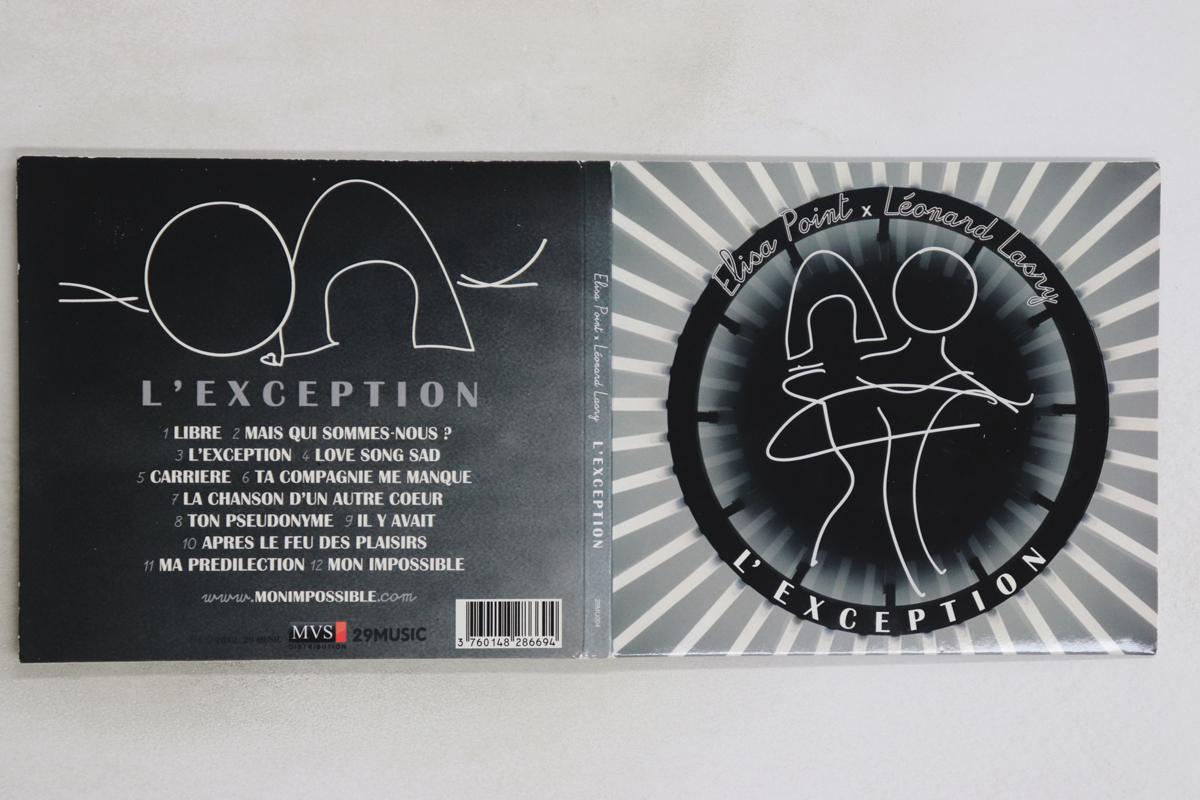 L'EXCEPTION
1 LIBRE 2 MAIS QUI SOMMES-NOUS ?
3 L'EXCEPTION 4 LOVE SONG SAD
5 CARRIERE 6 TA COMPAGNIE ME MANQUE
7 LA CHANSON D'UN AUTRE COEUR
8 TON PSEUDONYME 9 IL Y AVAIT
10 APRES LE FEU DES PLAISIRS
11 MA PREDILECTION 12 MON IMPOSSIBLE
www.MONIMPOSSIBLE.com
29 MUSIC MVS 29MUSIC
DISTRIBUTION
3 760148 286694
Elisa Point x Léonard Lasry L'EXCEPTION
Elisa Point x Léonard Lasry
L'EXCEPTION